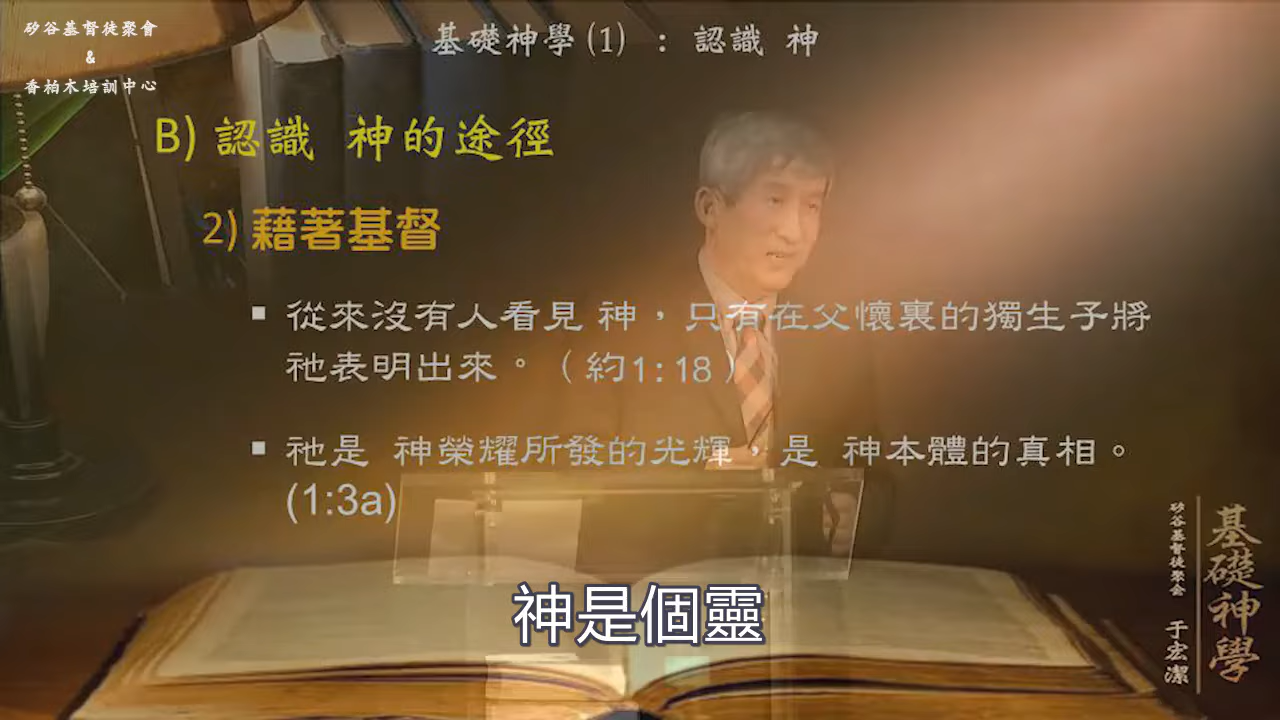 矽谷基督徒聚會
&
香柏木培訓中心
基礎神學(1) : 認識 神
B) 認識 神的途徑
2) 藉著基督
▪ 從來沒有人看見 神,只有在父懷裏的獨生子將
祂表明出來。(約1:18)
▪ 祂是 神榮耀所發的光輝,是 神本體的真相。
(1:3a)
神是個靈
基礎神學
矽谷基督徒聚會 于宏潔